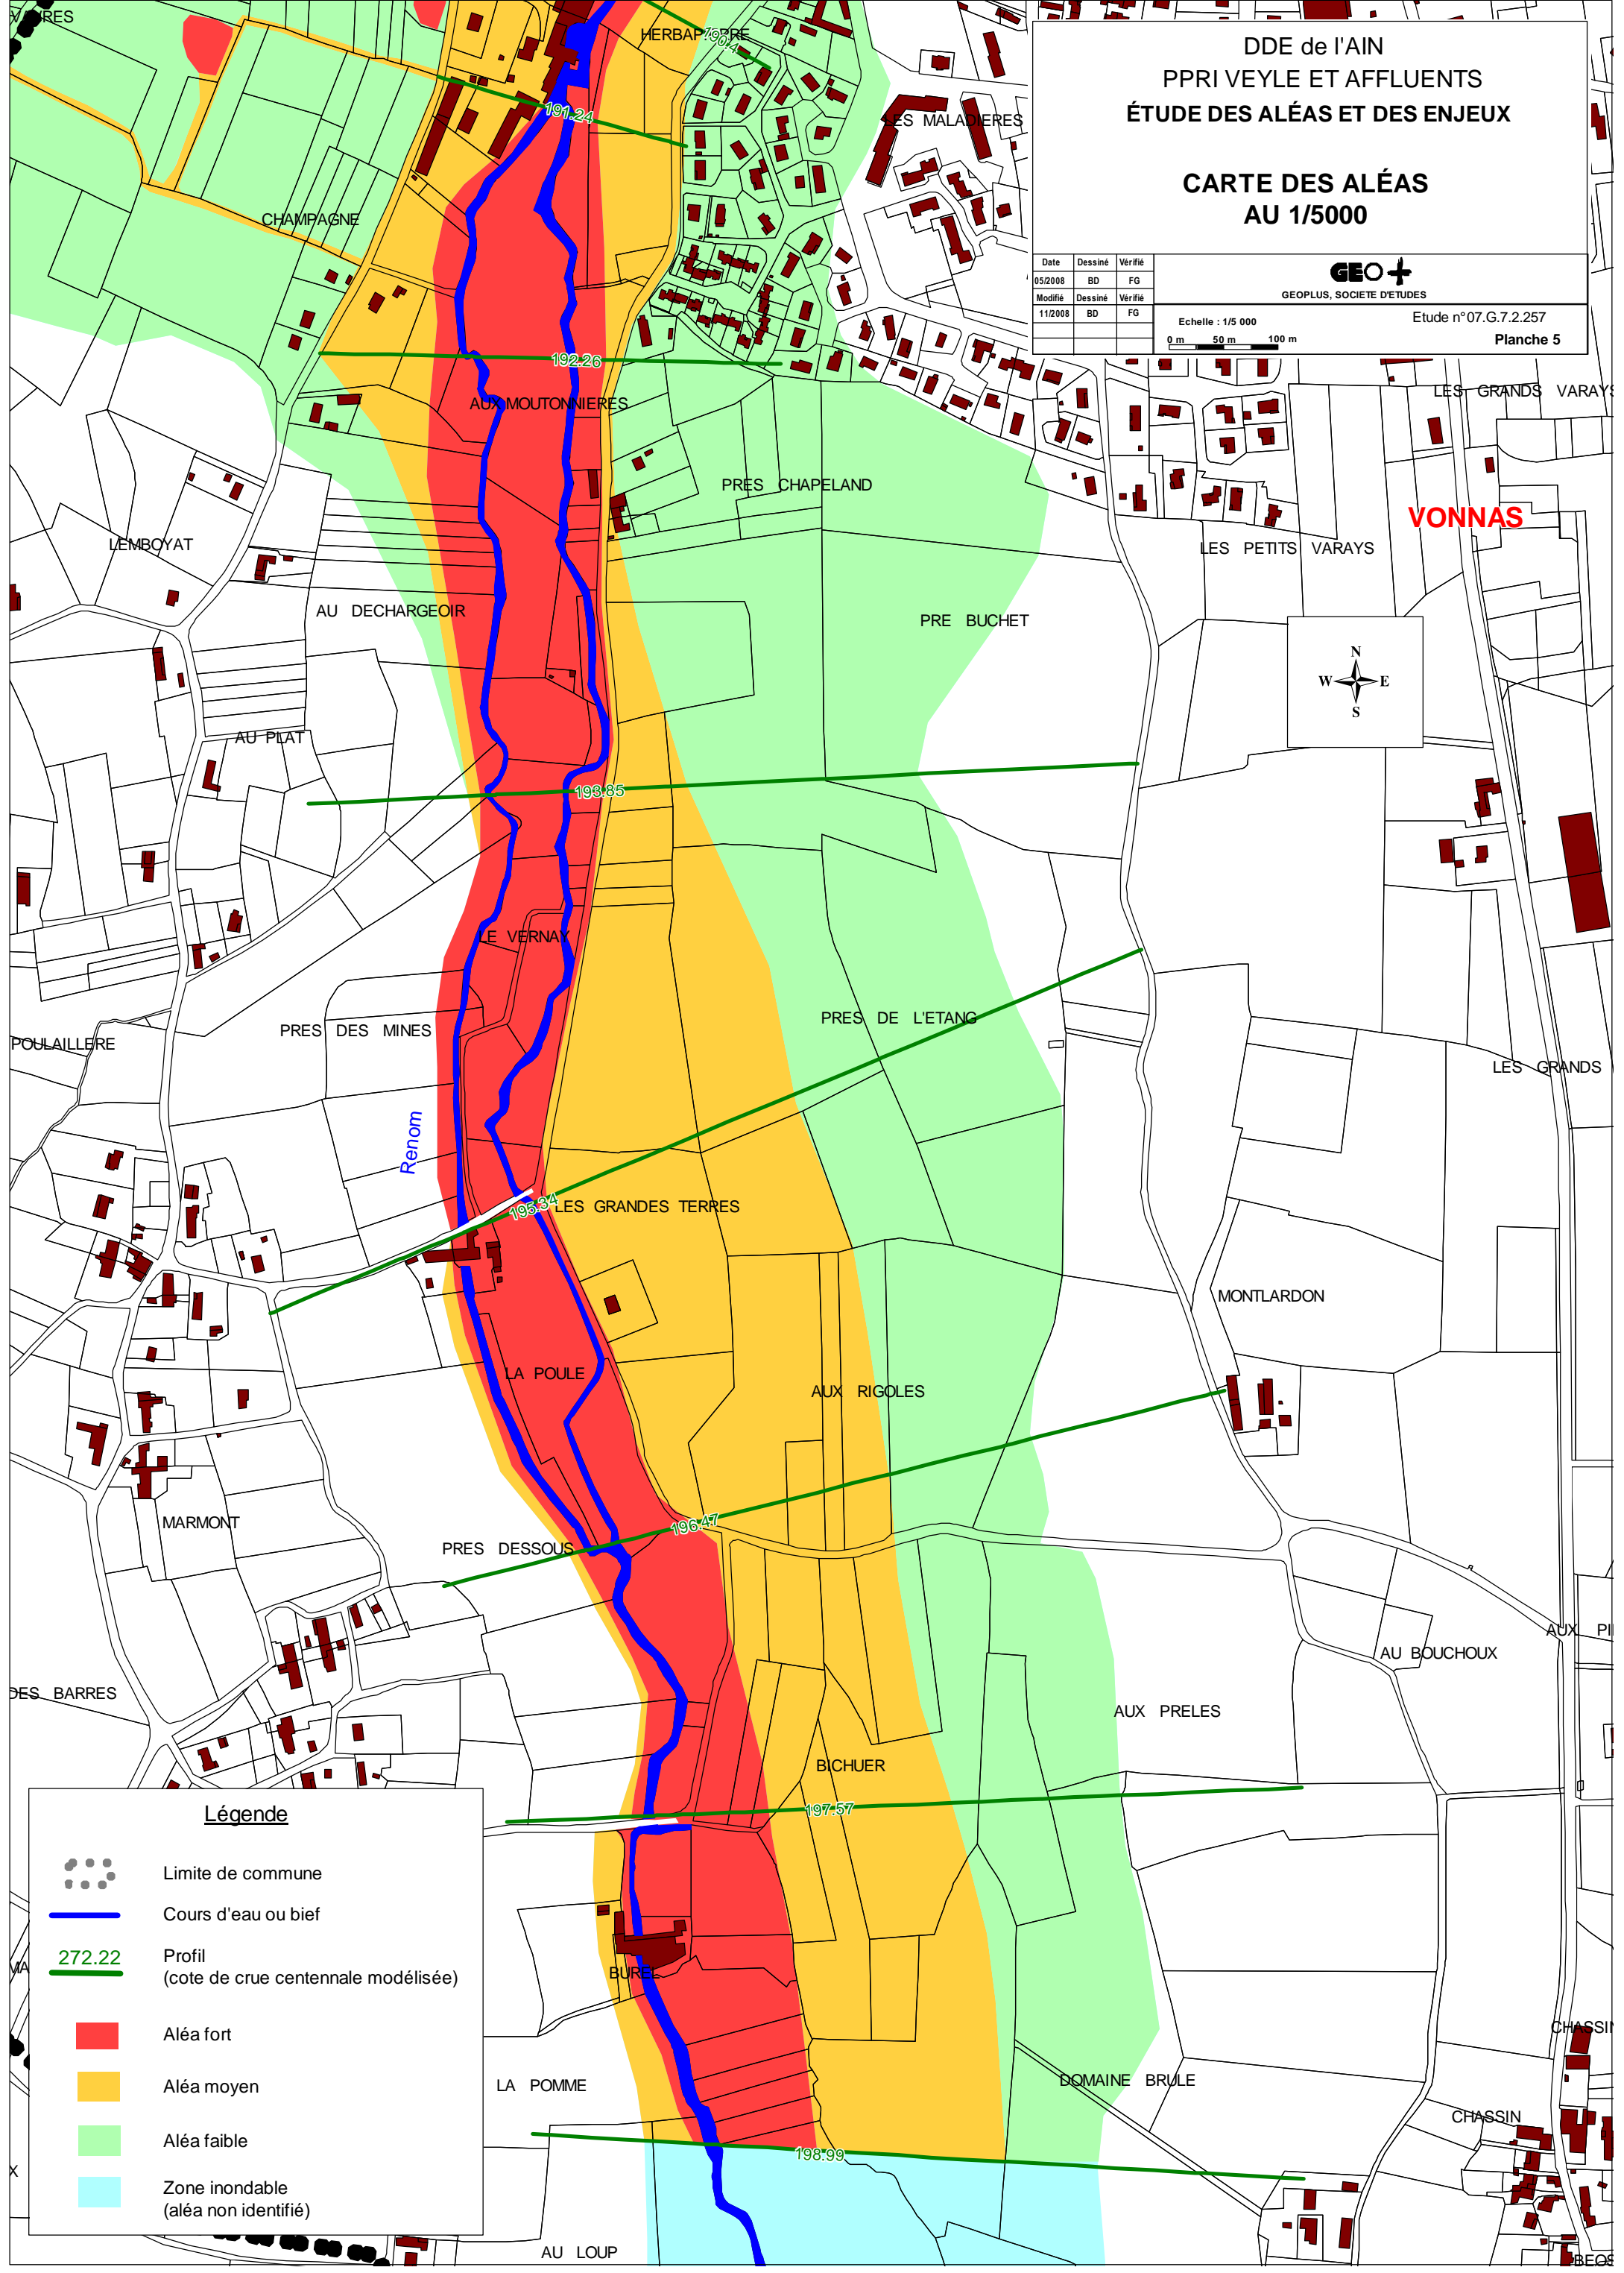 DDE de l'AIN
PPRI VEYLE ET AFFLUENTS
ÉTUDE DES ALÉAS ET DES ENJEUX
CARTE DES ALÉAS
AU 1/5000
Date Dessiné Vérifié
05/2008 BD FG
Modifié Dessiné Vérifié
11/2008 BD FG
GEO
GEOPLUS, SOCIETE D'ETUDES
Echelle : 1/5 000
0 m 50 m 100 m
Etude n°07.G.7.2.257
Planche 5
190.4
191.24
LES MALADIERES
CHAMPAGNE
192.26
AUX MOUTONNIERES
LES GRANDS VARAYS
PRES CHAPELAND
VONNAS
LEMBOYAT
LES PETITS VARAYS
AU DECHARGEOIR
PRE BUCHET
N
W E
S
AU PLAT
193.85
LE VERNAY
PRES DE L'ETANG
PRES DES MINES
POULAILLERE
LES GRANDS
Renom
195.34
LES GRANDES TERRES
MONTLARDON
LA POULE
AUX RIGOLES
MARMONT
196.47
PRES DESSOUS
AUX PI
AU BOUCHOUX
DES BARRES
AUX PRELES
BICHUER
197.57
BUREL
LA POMME
DOMAINE BRULE
CHASSIN
CHASSIN
198.99
AU LOUP
BEOS
Légende
Limite de commune
Cours d'eau ou bief
272.22
Profil
(cote de crue centennale modélisée)
Aléa fort
Aléa moyen
Aléa faible
Zone inondable
(aléa non identifié)